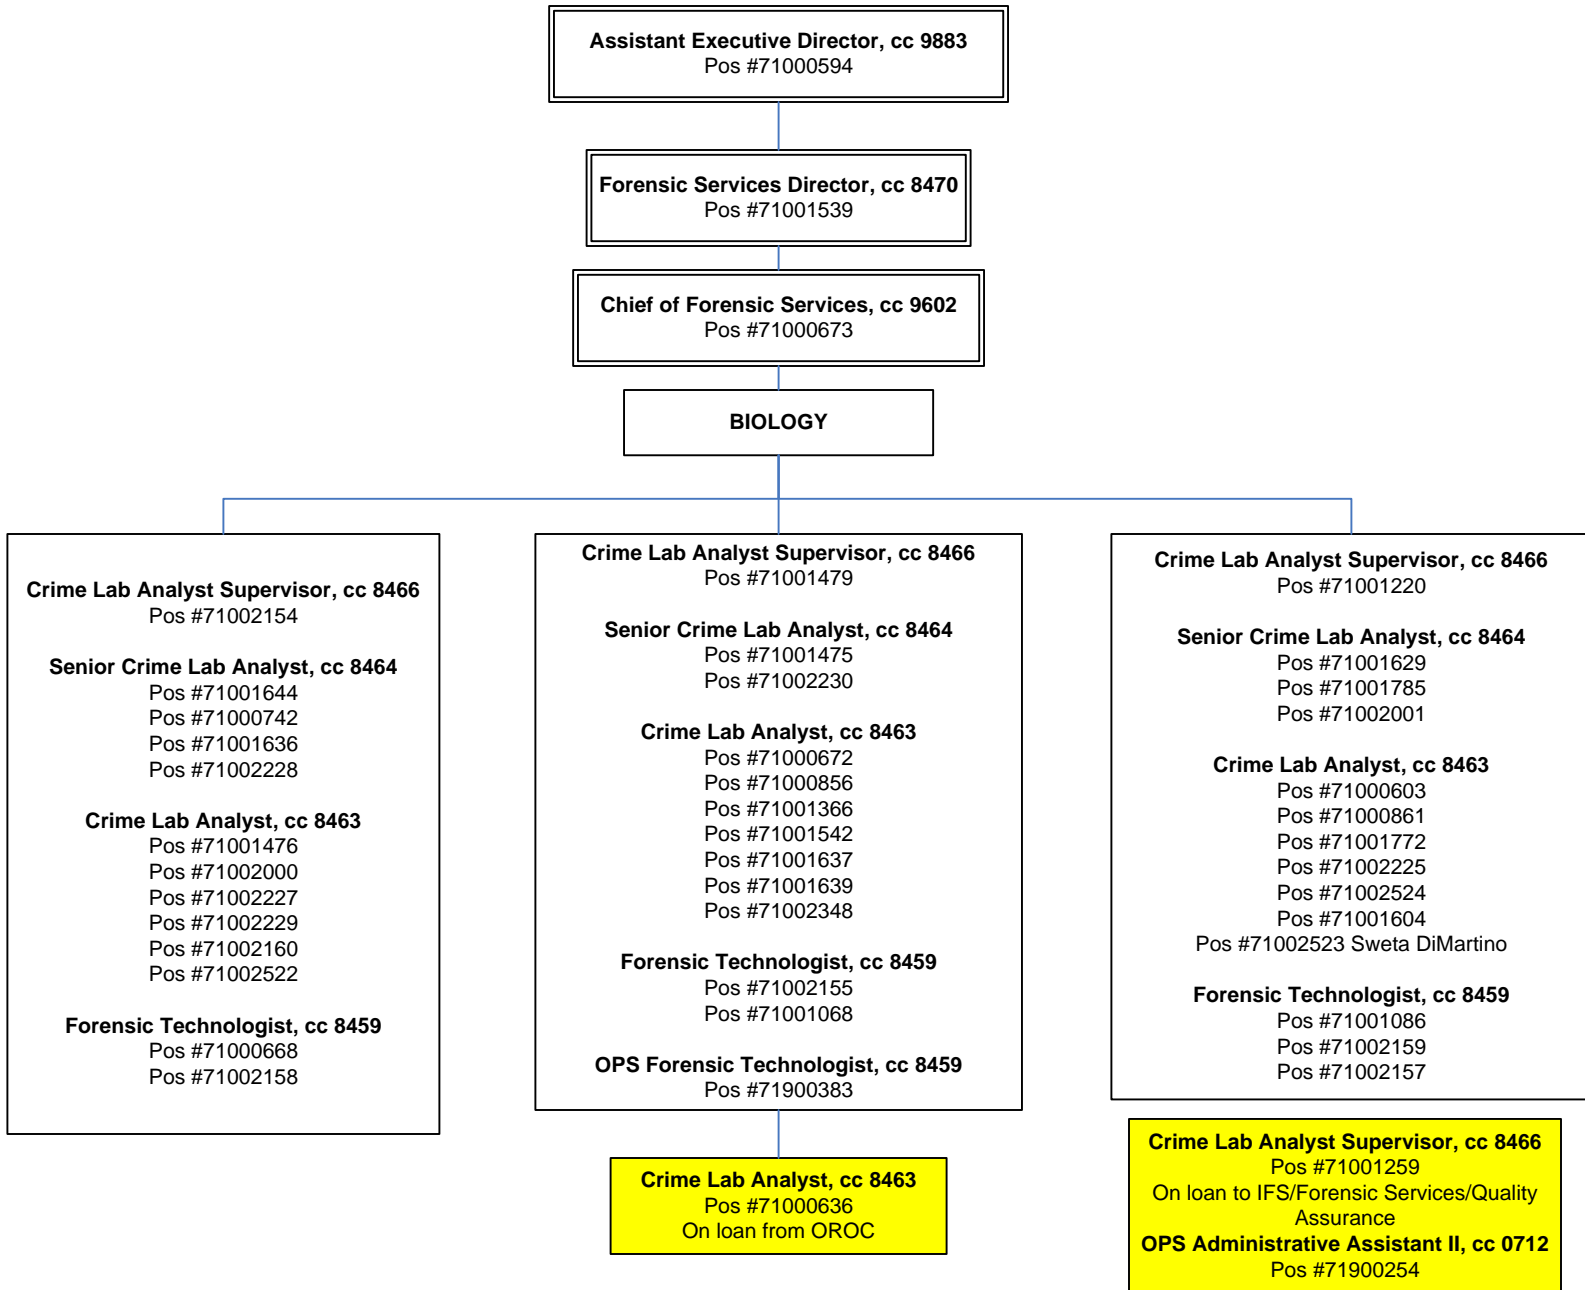 Assistant Executive Director, cc 9883
Pos #71000594
Forensic Services Director, cc 8470
Pos #71001539
Chief of Forensic Services, cc 9602
Pos #71000673
BIOLOGY
Crime Lab Analyst Supervisor, cc 8466
Pos #71002154
Senior Crime Lab Analyst, cc 8464
Pos #71001644
Pos #71000742
Pos #71001636
Pos #71002228
Crime Lab Analyst, cc 8463
Pos #71001476
Pos #71002000
Pos #71002227
Pos #71002229
Pos #71002160
Pos #71002522
Forensic Technologist, cc 8459
Pos #71000668
Pos #71002158
Crime Lab Analyst Supervisor, cc 8466
Pos #71001479
Senior Crime Lab Analyst, cc 8464
Pos #71001475
Pos #71002230
Crime Lab Analyst, cc 8463
Pos #71000672
Pos #71000856
Pos #71001366
Pos #71001542
Pos #71001637
Pos #71001639
Pos #71002348
Forensic Technologist, cc 8459
Pos #71002155
Pos #71001068
OPS Forensic Technologist, cc 8459
Pos #71900383
Crime Lab Analyst, cc 8463
Pos #71000636
On loan from OROC
Crime Lab Analyst Supervisor, cc 8466
Pos #71001220
Senior Crime Lab Analyst, cc 8464
Pos #71001629
Pos #71001785
Pos #71002001
Crime Lab Analyst, cc 8463
Pos #71000603
Pos #71000861
Pos #71001772
Pos #71002225
Pos #71002524
Pos #71001604
Pos #71002523 Sweta DiMartino
Forensic Technologist, cc 8459
Pos #71001086
Pos #71002159
Pos #71002157
Crime Lab Analyst Supervisor, cc 8466
Pos #71001259
On loan to IFS/Forensic Services/Quality
Assurance
OPS Administrative Assistant II, cc 0712
Pos #71900254